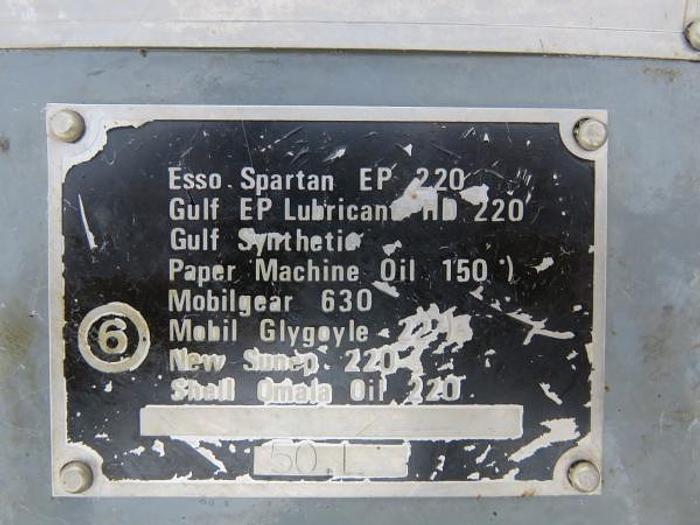 Esso Spartan EP 220
Gulf EP Lubricant HD 220
Gulf Synthetic
Paper Machine Oil 150 )
Mobilgear 630
6
Mobil Glygoyle
New Sunep 220
Shell Omala Oil 220
50 L